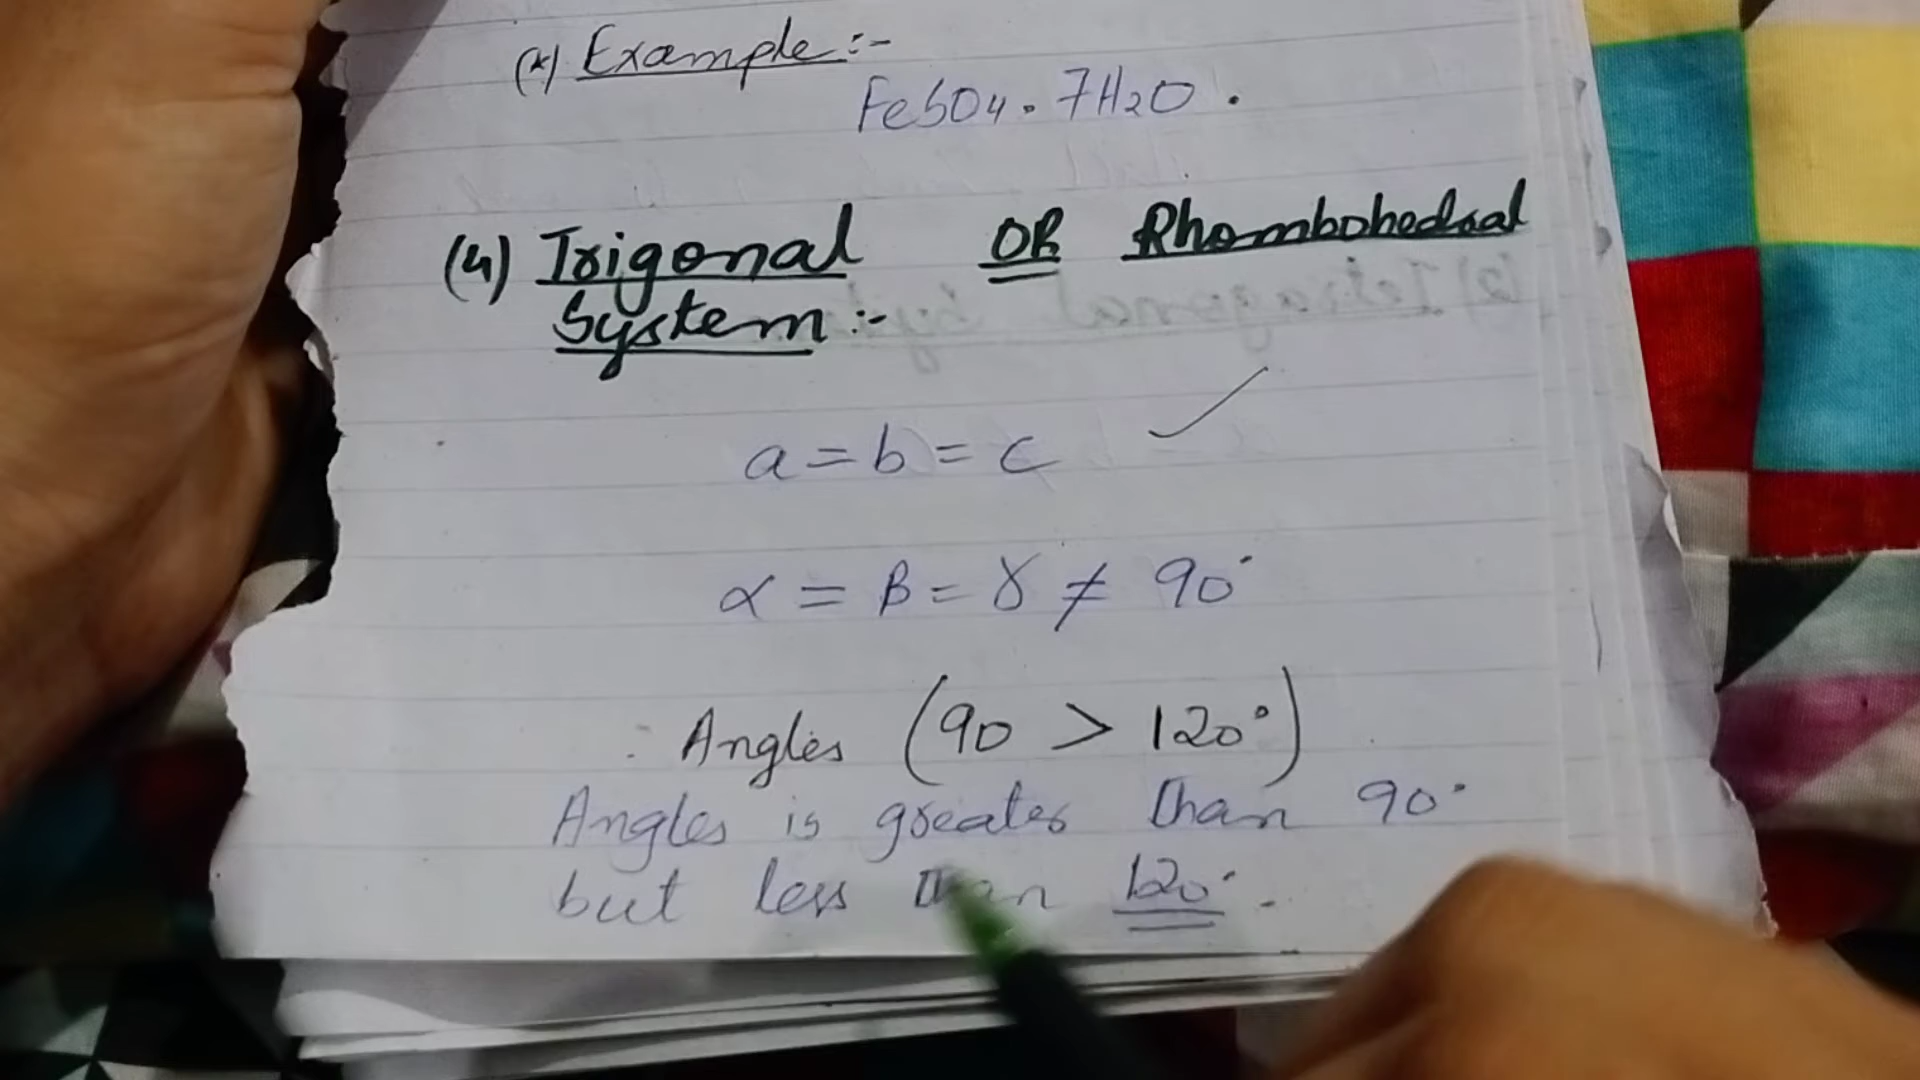 (*) Example:-
FeSO4. 7H2O.
(4) Trigonal OR Rhombohedral
System:-
a = b = c
α = β = γ ≠ 90°
Angles (90 > 120°)
Angles is greater than 90°
but less than 120°.